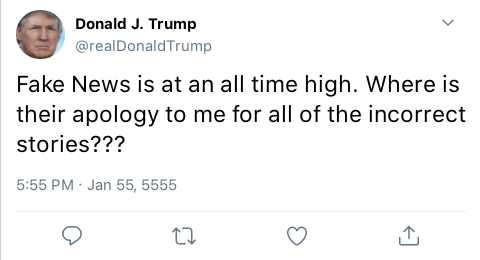 Donald J. Trump
@realDonaldTrump
Fake News is at an all time high. Where is
their apology to me for all of the incorrect
stories???
5:55 PM · Jan 55, 5555